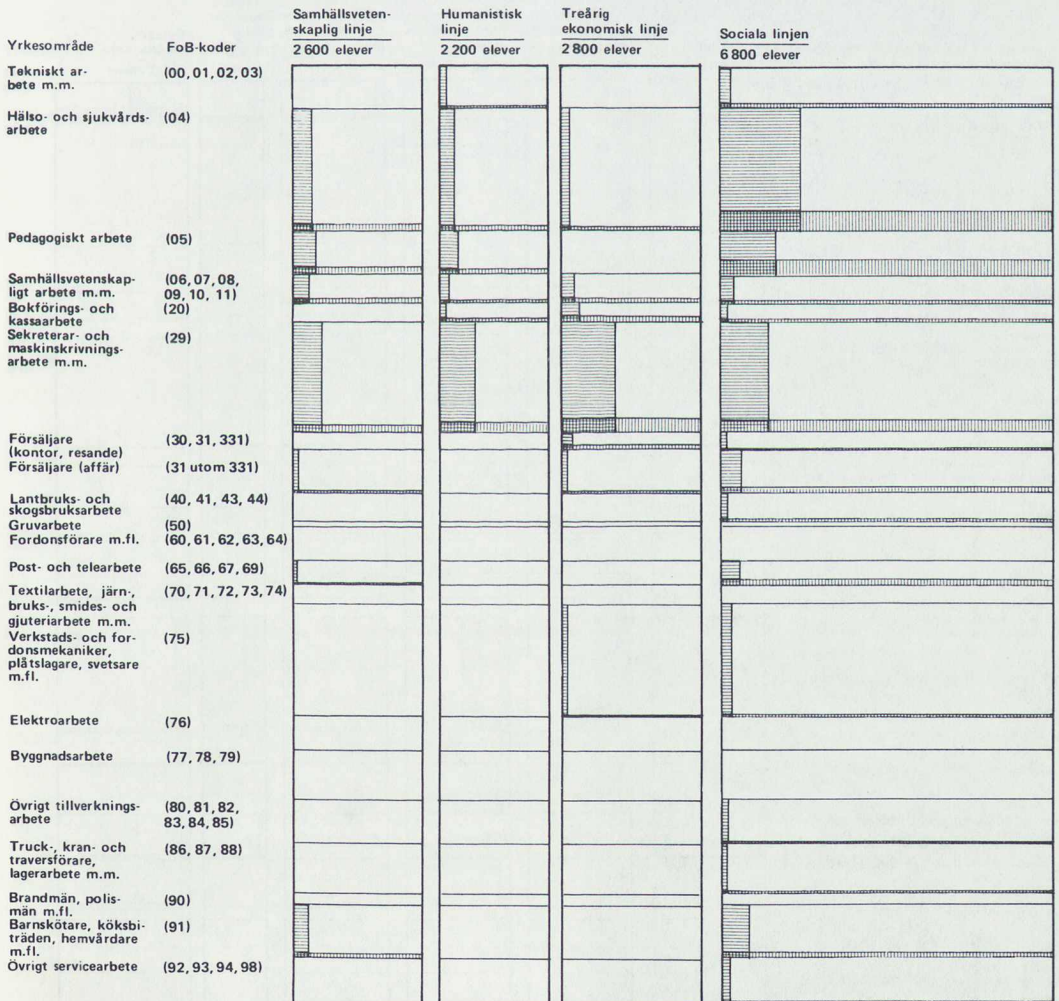 Samhällsveten-
skaplig linje
2 600 elever
Humanistisk
linje
2 200 elever
Treårig
ekonomisk linje
2 800 elever
Sociala linjen
6 800 elever
Yrkesområde FoB-koder
Tekniskt ar- (00, 01, 02, 03)
bete m.m.
Hälso- och sjukvårds- (04)
arbete
Pedagogiskt arbete (05)
Samhällsvetenskap- (06, 07, 08,
ligt arbete m.m. 09, 10, 11)
Bokförings- och (20)
kassaarbete
Sekreterar- och (29)
maskinskrivnings-
arbete m.m.
Försäljare (30, 31, 331)
(kontor, resande)
Försäljare (affär) (31 utom 331)
Lantbruks- och (40, 41, 43, 44)
skogsbruksarbete
Gruvarbete (50)
Fordonsförare m.fl. (60, 61, 62, 63, 64)
Post- och telearbete (65, 66, 67, 69)
Textilarbete, järn-, (70, 71, 72, 73, 74)
bruks-, smides- och
gjuteriarbete m.m.
Verkstads- och for- (75)
donsmekaniker,
plåtslagare, svetsare
m.fl.
Elektroarbete (76)
Byggnadsarbete (77, 78, 79)
Övrigt tillverknings- (80, 81, 82,
arbete 83, 84, 85)
Truck-, kran- och (86, 87, 88)
traversförare,
lagerarbete m.m.
Brandmän, polis- (90)
män m.fl.
Barnskötare, köksbi- (91)
träden, hemvårdare
m.fl.
Övrigt servicearbete (92, 93, 94, 98)